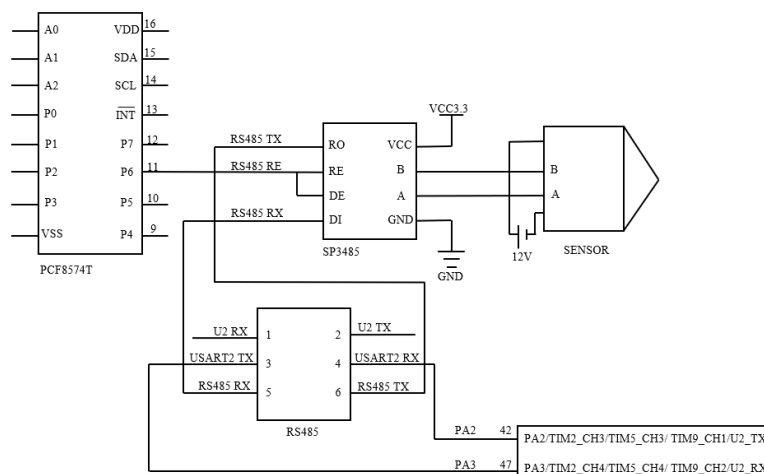 A0 VDD 16
A1 SDA 15
A2 SCL 14
P0 INT 13
P1 P7 12
P2 P6 11
P3 P5 10
VSS P4 9
PCF8574T
RS485 TX
RS485 RE
RS485 RX
RO VCC
RE B
DE A
DI GND
SP3485
VCC3.3
GND
B
A
12V
SENSOR
U2 RX 1 2 U2 TX
USART2 TX 3 4 USART2 RX
RS485 RX 5 6 RS485 TX
RS485
PA2 42 PA2/TIM2_CH3/TIM5_CH3/ TIM9_CH1/U2_TX
PA3 47 PA3/TIM2_CH4/TIM5_CH4/ TIM9_CH2/U2_RX